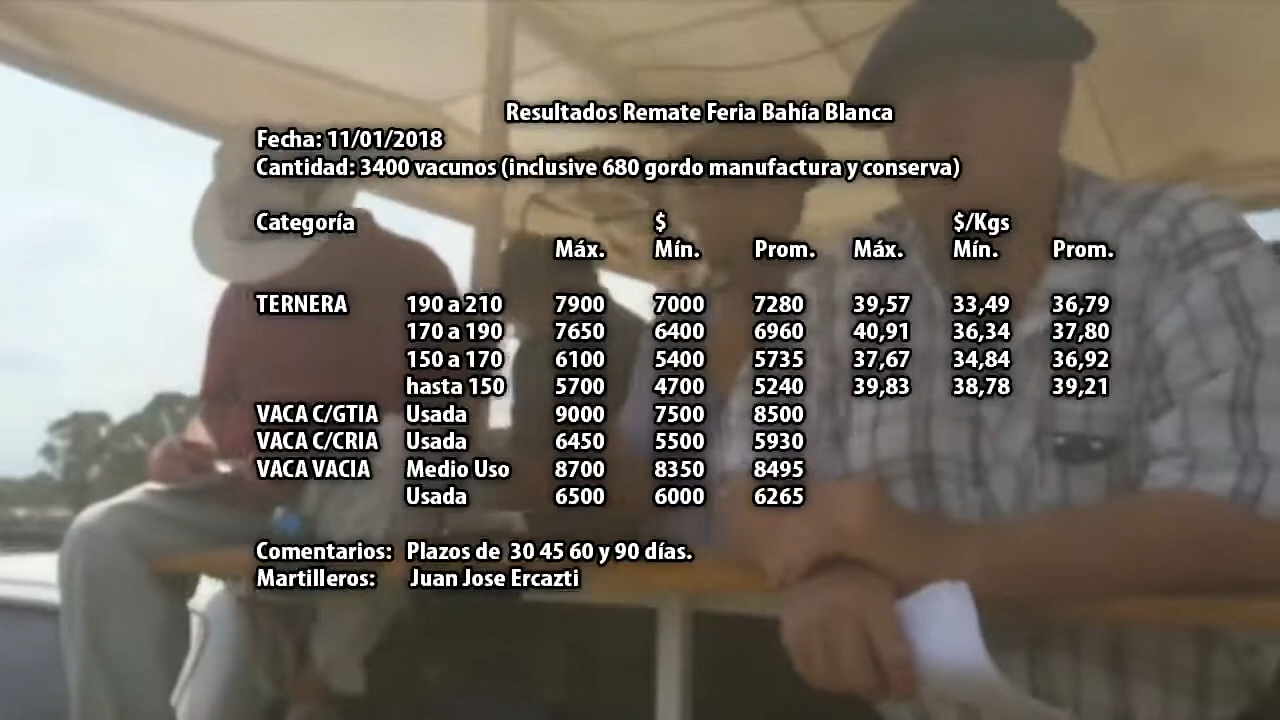 Resultados Remate Feria Bahía Blanca
Fecha: 11/01/2018
Cantidad: 3400 vacunos (inclusive 680 gordo manufactura y conserva)
Categoría $ $/Kgs
Máx. Mín. Prom. Máx. Mín. Prom.
TERNERA 190 a 210 7900 7000 7280 39,57 33,49 36,79
170 a 190 7650 6400 6960 40,91 36,34 37,80
150 a 170 6100 5400 5735 37,67 34,84 36,92
hasta 150 5700 4700 5240 39,83 38,78 39,21
VACA C/GTIA Usada 9000 7500 8500
VACA C/CRIA Usada 6450 5500 5930
VACA VACIA Medio Uso 8700 8350 8495
Usada 6500 6000 6265
Comentarios: Plazos de 30 45 60 y 90 días.
Martilleros: Juan Jose Ercazti